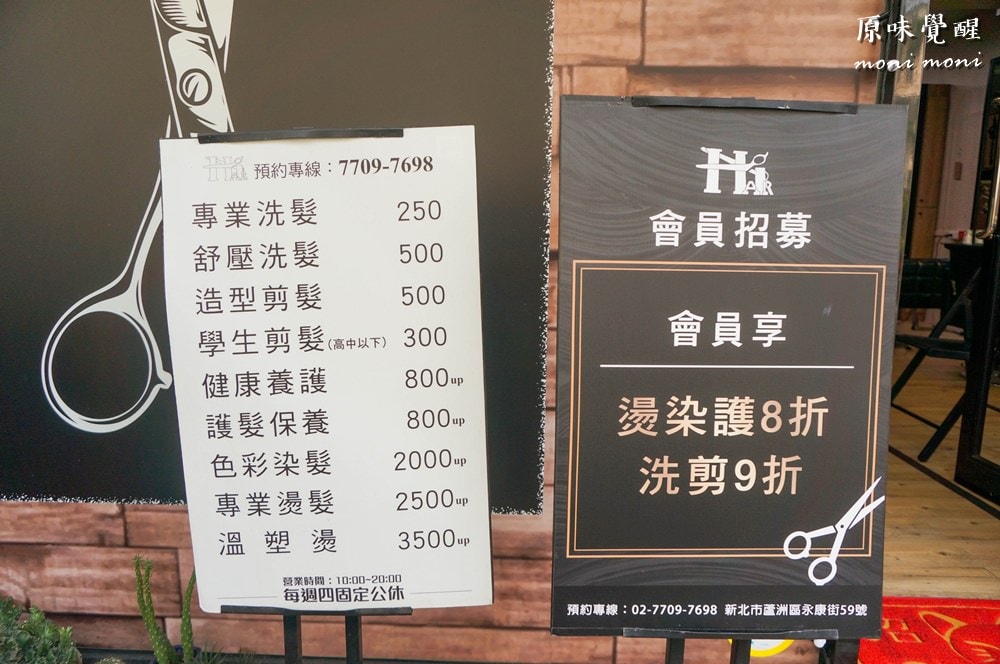 原味覺醒
moni moni
Hi AIR 預約專線：7709-7698
專業洗髮 250
舒壓洗髮 500
造型剪髮 500
學生剪髮(高中以下) 300
健康養護 800up
護髮保養 800up
色彩染髮 2000up
專業燙髮 2500up
溫塑燙 3500up
營業時間：10:00~20:00
每週四固定公休
Hi AIR
會員招募
會員享
燙染護8折
洗剪9折
預約專線：02-7709-7698 新北市蘆洲區永康街59號